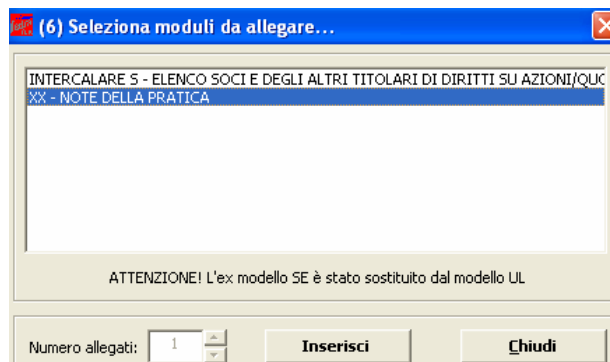 (6) Seleziona moduli da allegare...
INTERCALARE S - ELENCO SOCI E DEGLI ALTRI TITOLARI DI DIRITTI SU AZIONI/QUO
XX - NOTE DELLA PRATICA
ATTENZIONE! L'ex modello SE è stato sostituito dal modello UL
Numero allegati: 1 Inserisci Chiudi